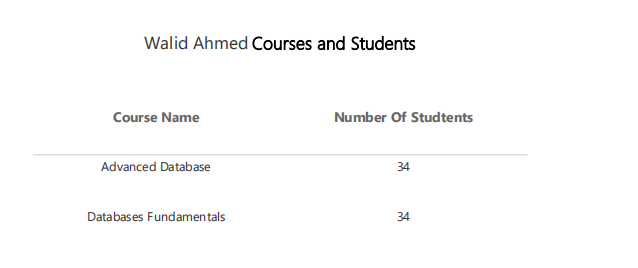 Walid Ahmed Courses and Students
Course Name Number Of Studtents
Advanced Database 34
Databases Fundamentals 34